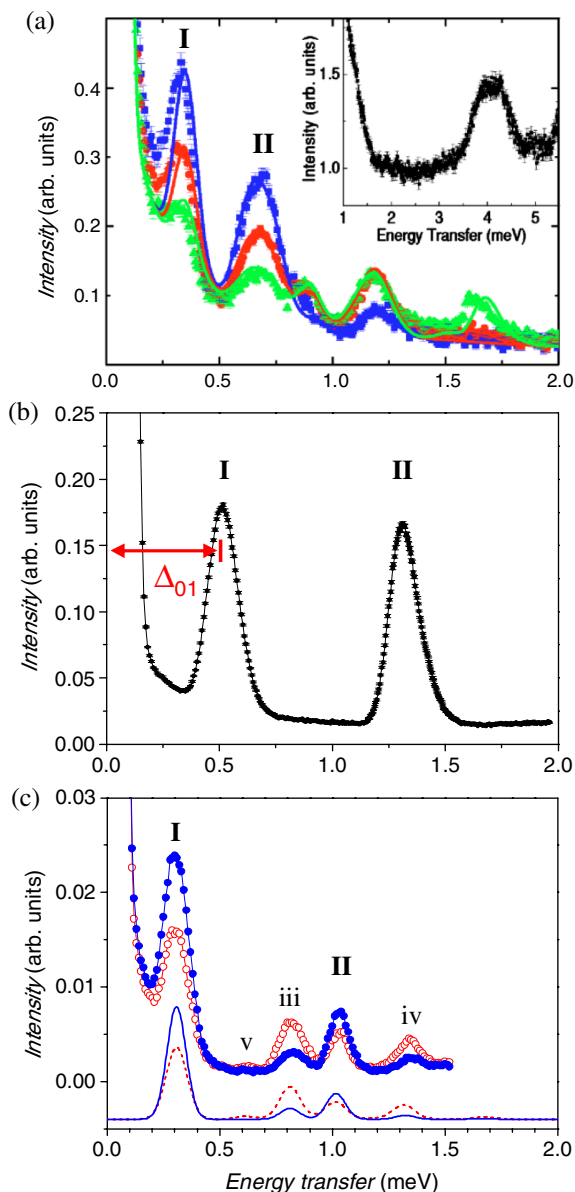 (a)
I
II
Intensity (arb. units)
0.4
0.3
0.2
0.1
0.0
0.5
1.0
1.5
2.0
Intensity (arb. units)
1.5
1.0
1
2
3
4
5
Energy Transfer (meV)
(b)
I
II
Δ01
Intensity (arb. units)
0.25
0.20
0.15
0.10
0.05
0.00
0.0
0.5
1.0
1.5
2.0
(c)
I
v
iii
II
iv
Intensity (arb. units)
0.03
0.02
0.01
0.00
0.0
0.5
1.0
1.5
2.0
Energy transfer (meV)